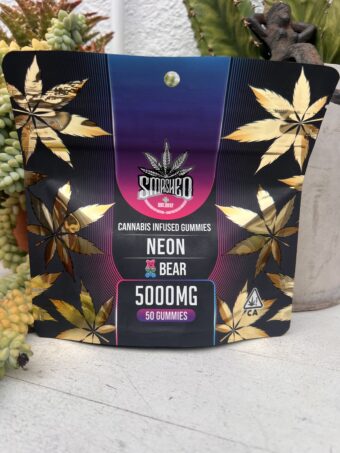 SMASHED
CANNABIS INFUSED GUMMIES
NEON
BEAR
5000MG
50 GUMMIES
CA